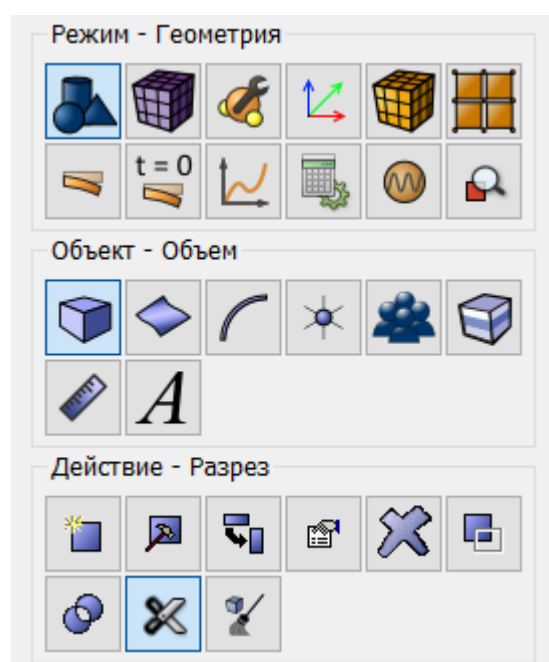 Режим - Геометрия
t = 0
Объект - Объем
A
Действие - Разрез